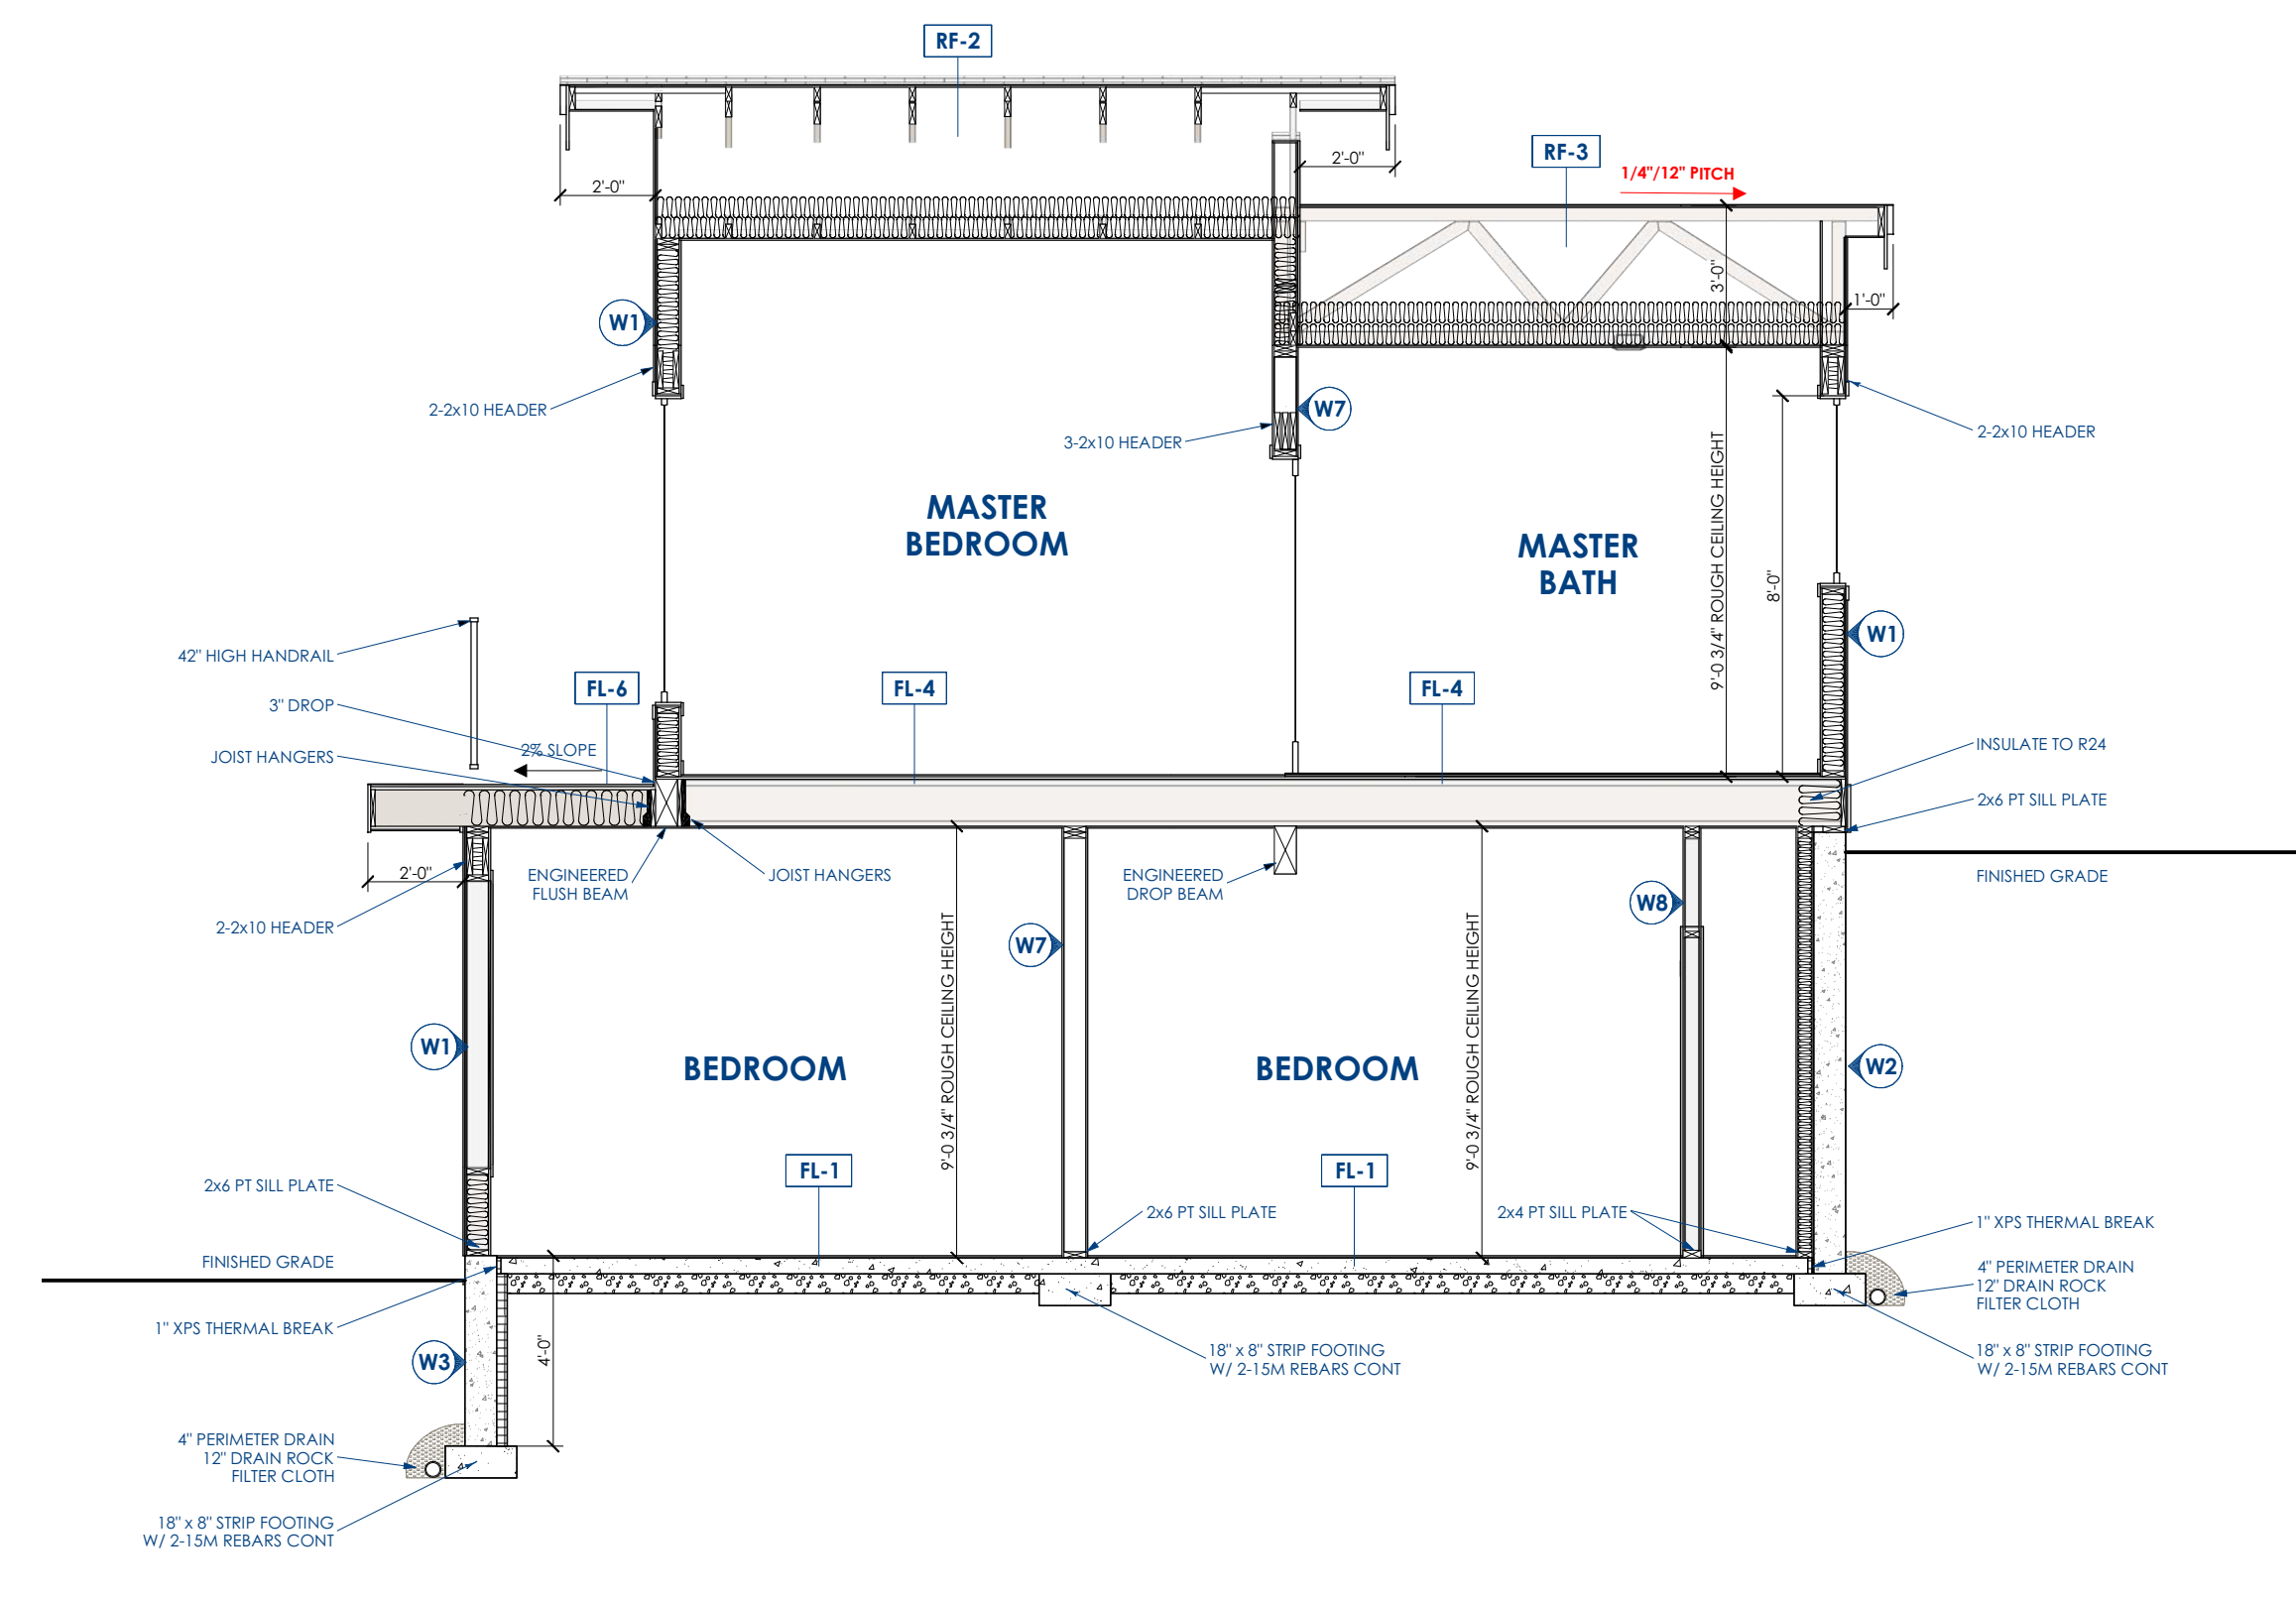 RF-2
RF-3
1/4"/12" PITCH
2'-0"
2'-0"
3'-0"
1'-0"
W1
2-2x10 HEADER
W7
3-2x10 HEADER
2-2x10 HEADER
MASTER
BEDROOM
MASTER
BATH
9'-0 3/4" ROUGH CEILING HEIGHT
8'-0"
W1
42" HIGH HANDRAIL
FL-6
FL-4
FL-4
3" DROP
2% SLOPE
JOIST HANGERS
INSULATE TO R24
2x6 PT SILL PLATE
2'-0"
ENGINEERED
FLUSH BEAM
JOIST HANGERS
ENGINEERED
DROP BEAM
FINISHED GRADE
2-2x10 HEADER
W8
W7
9'-0 3/4" ROUGH CEILING HEIGHT
9'-0 3/4" ROUGH CEILING HEIGHT
W1
BEDROOM
BEDROOM
W2
FL-1
FL-1
2x6 PT SILL PLATE
2x6 PT SILL PLATE
2x4 PT SILL PLATE
1" XPS THERMAL BREAK
FINISHED GRADE
4" PERIMETER DRAIN
12" DRAIN ROCK
FILTER CLOTH
1" XPS THERMAL BREAK
4'-0"
W3
18" x 8" STRIP FOOTING
W/ 2-15M REBARS CONT
18" x 8" STRIP FOOTING
W/ 2-15M REBARS CONT
4" PERIMETER DRAIN
12" DRAIN ROCK
FILTER CLOTH
18" x 8" STRIP FOOTING
W/ 2-15M REBARS CONT